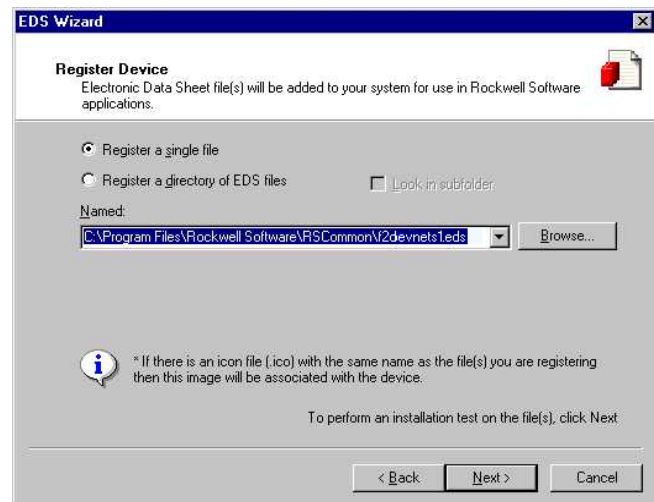 EDS Wizard
Register Device
Electronic Data Sheet file(s) will be added to your system for use in Rockwell Software
applications.
Register a single file
Register a directory of EDS files
Look in subfolder
Named:
C:\Program Files\Rockwell Software\RSCommon\f2devnets1.eds
Browse...
* If there is an icon file (.ico) with the same name as the file(s) you are registering
then this image will be associated with the device.
To perform an installation test on the file(s), click Next
< Back
Next >
Cancel